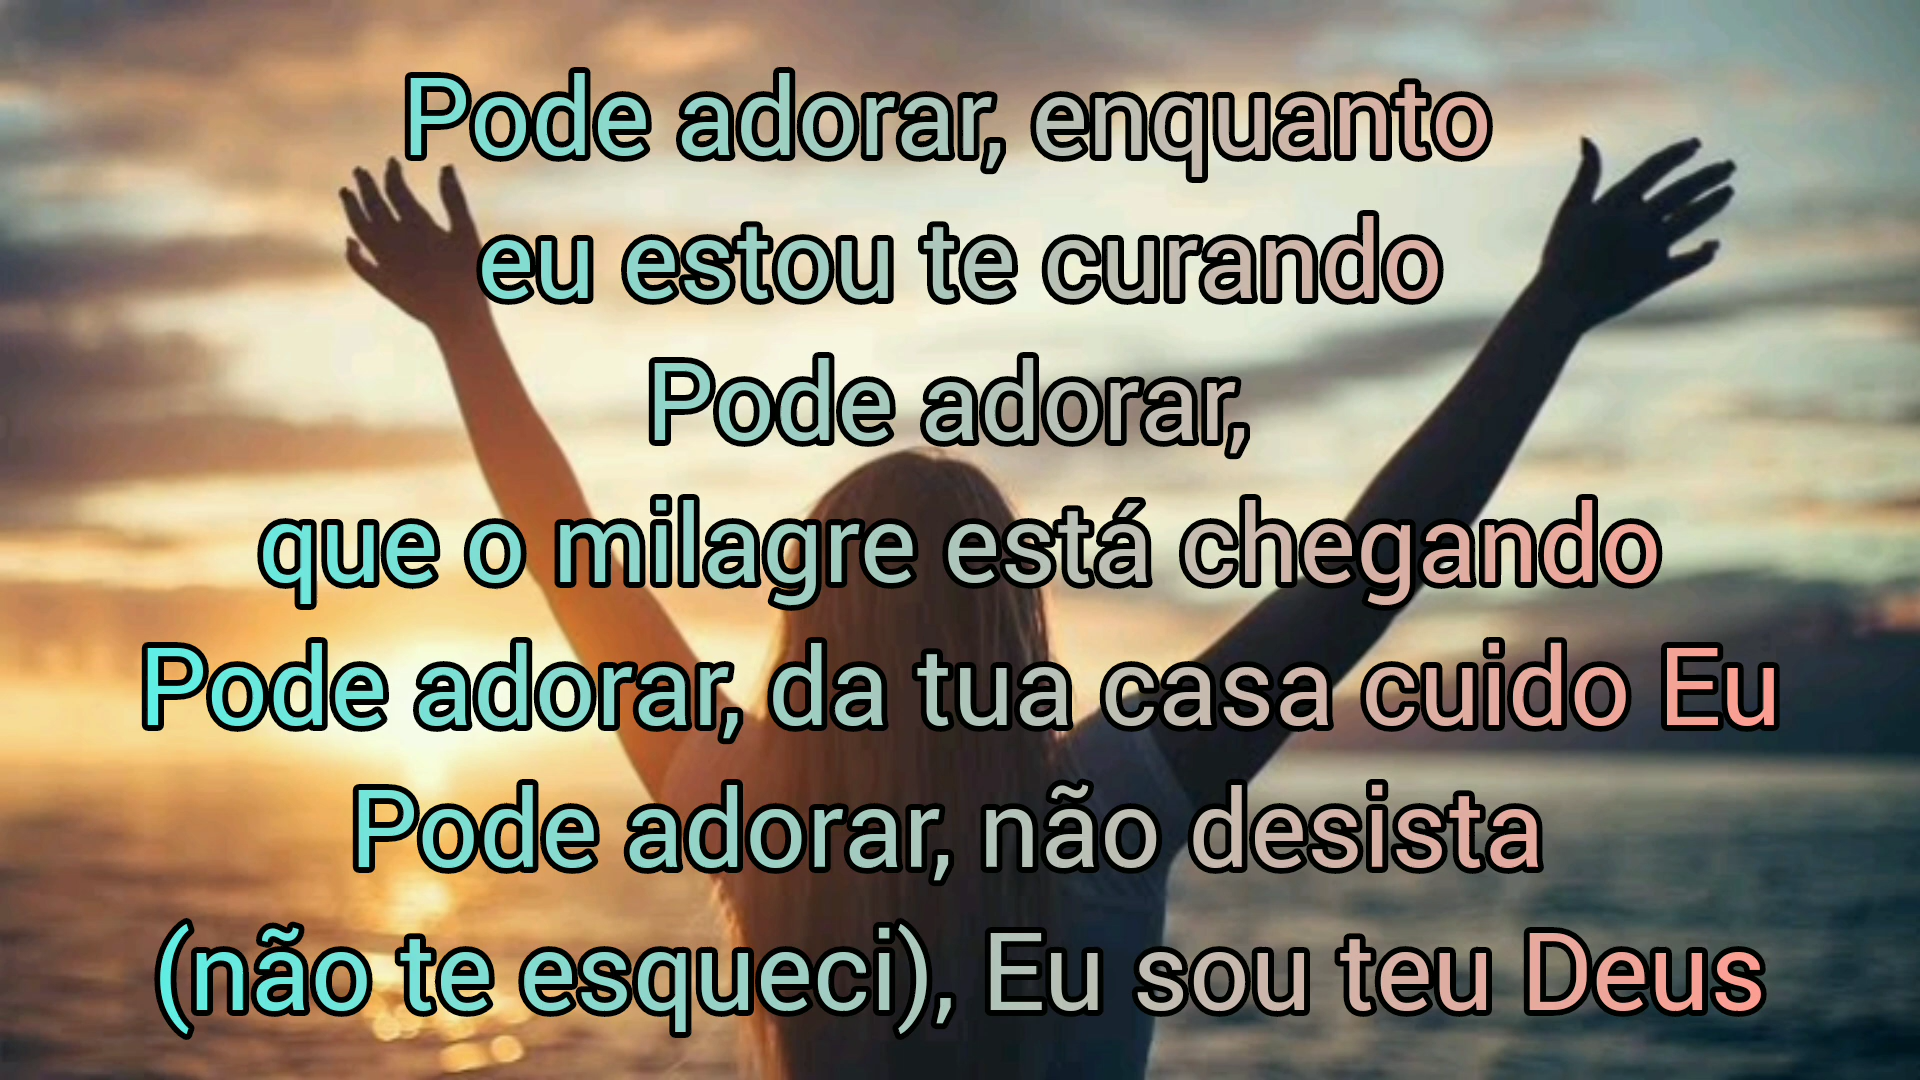 Pode adorar, enquanto
eu estou te curando
Pode adorar,
que o milagre está chegando
Pode adorar, da tua casa cuido Eu
Pode adorar, não desista
(não te esqueci), Eu sou teu Deus